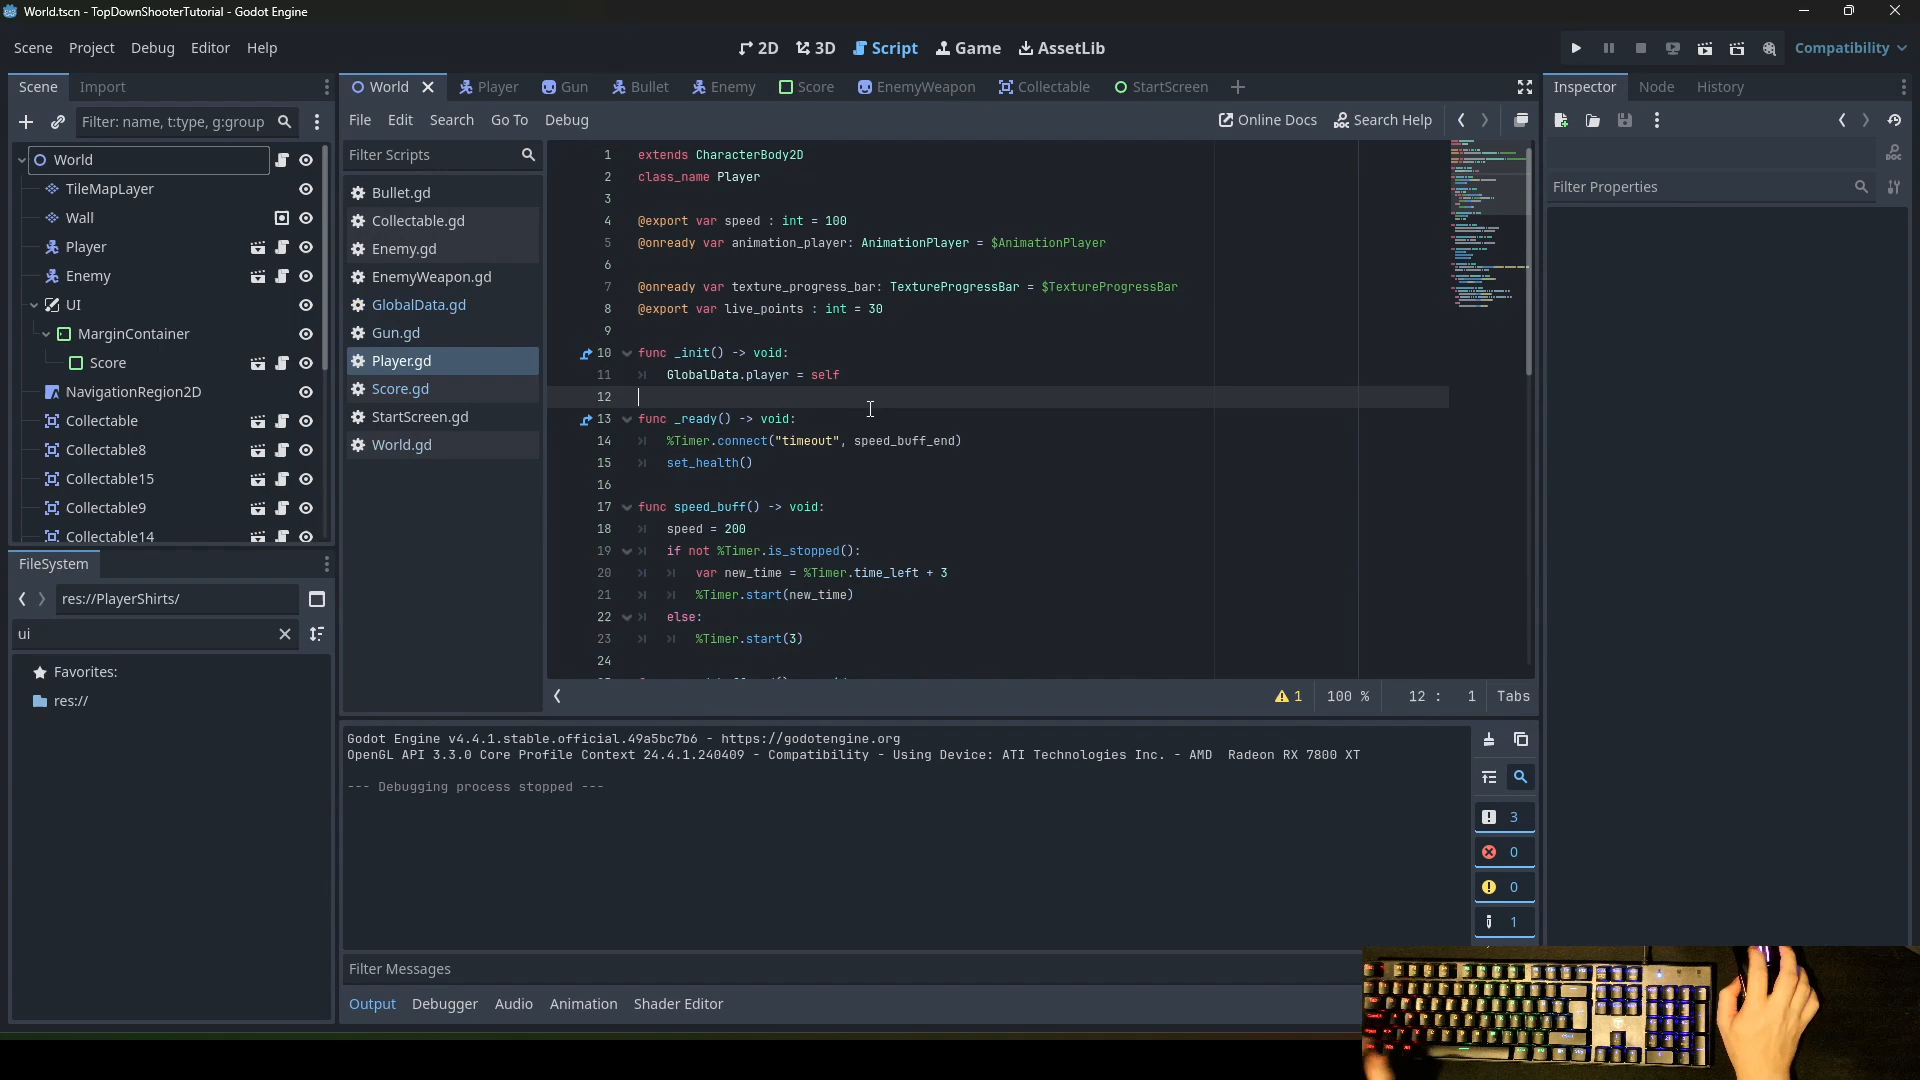 World.tscn - TopDownShooterTutorial - Godot Engine
Scene Project Debug Editor Help
2D 3D Script Game AssetLib
Compatibility
Scene Import
World Player Gun Bullet Enemy Score EnemyWeapon Collectable StartScreen
Inspector Node History
Filter: name, t:type, g:group
File Edit Search Go To Debug
Online Docs Search Help
World
TileMapLayer
Wall
Player
Enemy
UI
MarginContainer
Score
NavigationRegion2D
Collectable
Collectable8
Collectable15
Collectable9
Collectable14
Filter Scripts
Bullet.gd
Collectable.gd
Enemy.gd
EnemyWeapon.gd
GlobalData.gd
Gun.gd
Player.gd
Score.gd
StartScreen.gd
World.gd
1 extends CharacterBody2D
2 class_name Player
3
4 @export var speed : int = 100
5 @onready var animation_player: AnimationPlayer = $AnimationPlayer
6
7 @onready var texture_progress_bar: TextureProgressBar = $TextureProgressBar
8 @export var live_points : int = 30
9
10 func _init() -> void:
11 GlobalData.player = self
12
13 func _ready() -> void:
14 %Timer.connect("timeout", speed_buff_end)
15 set_health()
16
17 func speed_buff() -> void:
18 speed = 200
19 if not %Timer.is_stopped():
20 var new_time = %Timer.time_left + 3
21 %Timer.start(new_time)
22 else:
23 %Timer.start(3)
24
1 100 % 12 : 1 Tabs
Filter Properties
FileSystem
res://PlayerShirts/
ui
Favorites:
res://
Godot Engine v4.4.1.stable.official.49a5bc7b6 - https://godotengine.org
OpenGL API 3.3.0 Core Profile Context 24.4.1.240409 - Compatibility - Using Device: ATI Technologies Inc. - AMD Radeon RX 7800 XT
--- Debugging process stopped ---
3
0
0
1
Filter Messages
Output Debugger Audio Animation Shader Editor